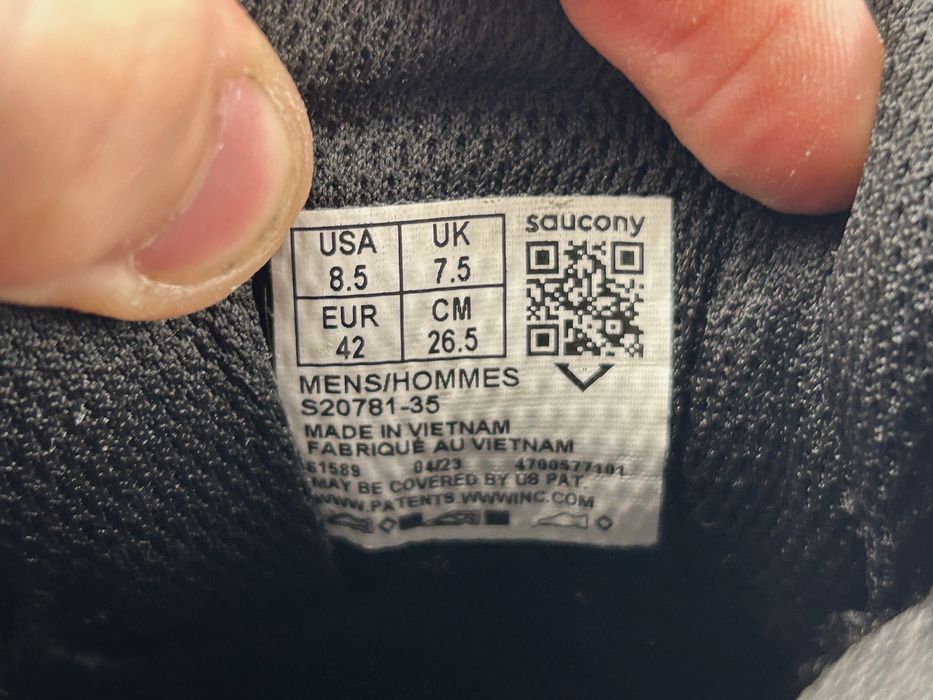 USA UK
8.5 7.5
EUR CM
42 26.5
saucony
MENS/HOMMES
S20781-35
MADE IN VIETNAM
FABRIQUÉ AU VIETNAM
61589 04/23 4700577101
MAY BE COVERED BY US PAT.
WWW.PATENTS.WWWINC.COM